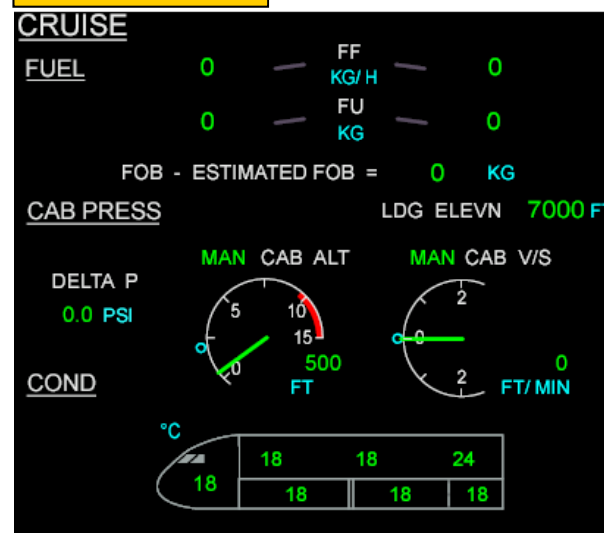 CRUISE
FUEL 0 FF 0
KG/H
0 FU 0
KG
FOB - ESTIMATED FOB = 0 KG
CAB PRESS LDG ELEVN 7000 FT
MAN CAB ALT MAN CAB V/S
DELTA P
0.0 PSI
5 10 2
15 0
0 500 0
FT 2 FT/MIN
COND
°C
18 18 24
18 18 18 18